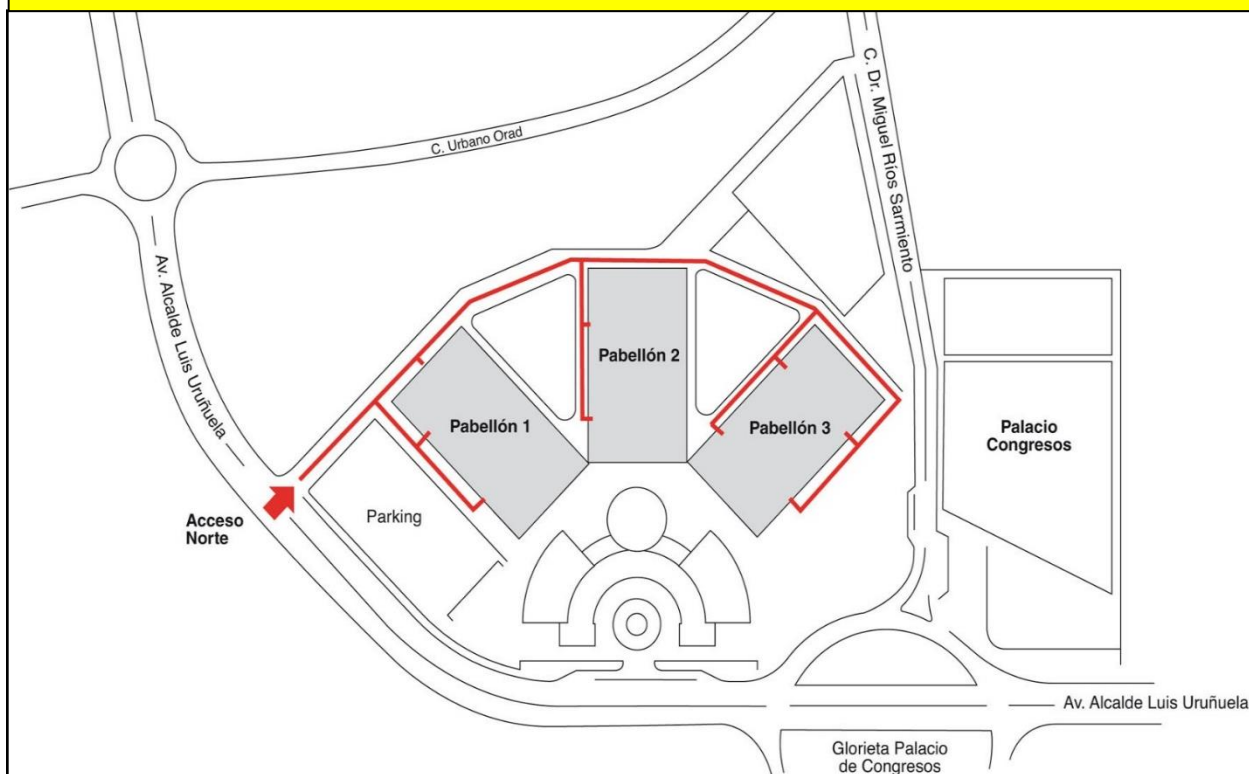 C. Dr. Miguel Ríos Sarmiento
C. Urbano Orad
Av. Alcalde Luis Uruñuela
Pabellón 2
Pabellón 1
Pabellón 3
Palacio
Congresos
Parking
Acceso
Norte
Av. Alcalde Luis Uruñuela
Glorieta Palacio
de Congresos